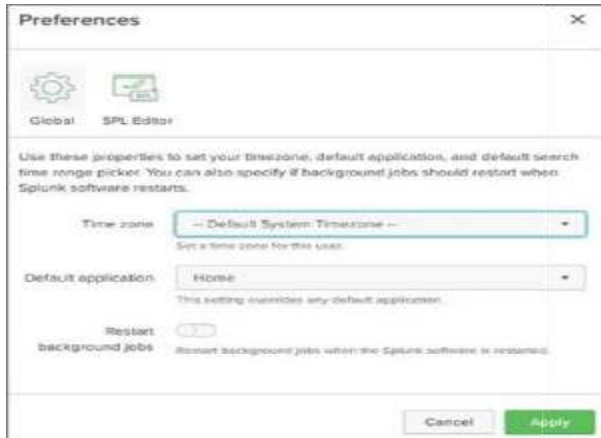 Preferences
Global
SPL Editor
Use these properties to set your timezone, default application, and default search
time range picker. You can also specify if background jobs should restart when
Splunk software restarts.
Time zone
-- Default System Timezone --
Set a time zone for this user.
Default application
Home
This setting overrides any default application.
Restart
background jobs
Restart background jobs when the Splunk software is restarted.
Cancel
Apply